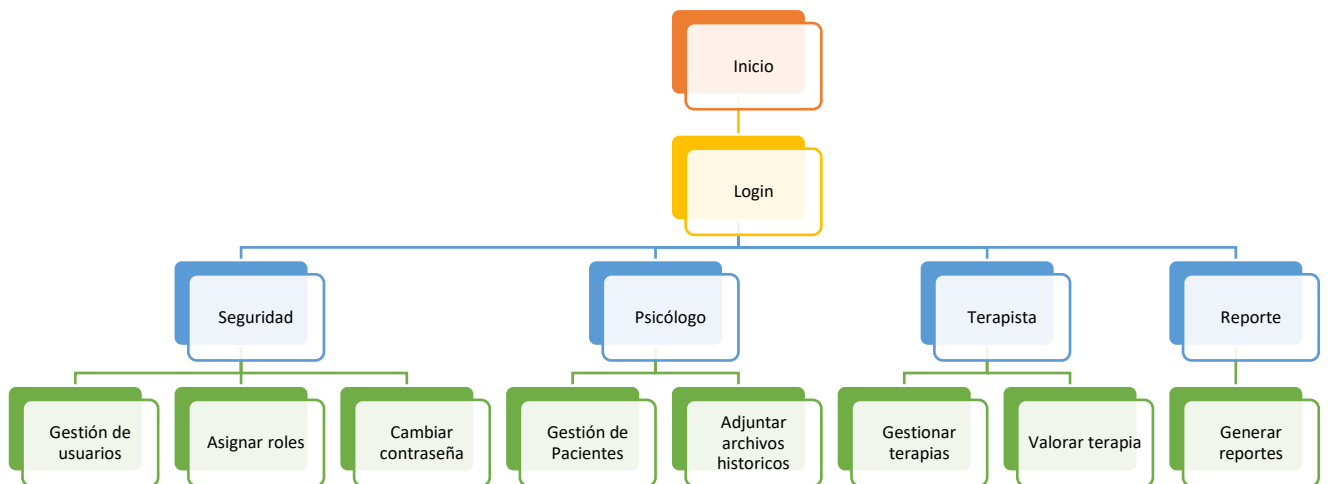 Inicio
Login
Seguridad
Psicólogo
Terapista
Reporte
Gestión de
usuarios
Asignar roles
Cambiar
contraseña
Gestión de
Pacientes
Adjuntar
archivos
historicos
Gestionar
terapias
Valorar terapia
Generar
reportes